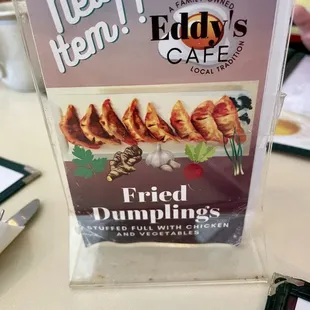 New
Item!!
A FAMILY OWNED
Eddy's
CAFE
LOCAL TRADITION
Fried
Dumplings
STUFFED FULL WITH CHICKEN
AND VEGETABLES